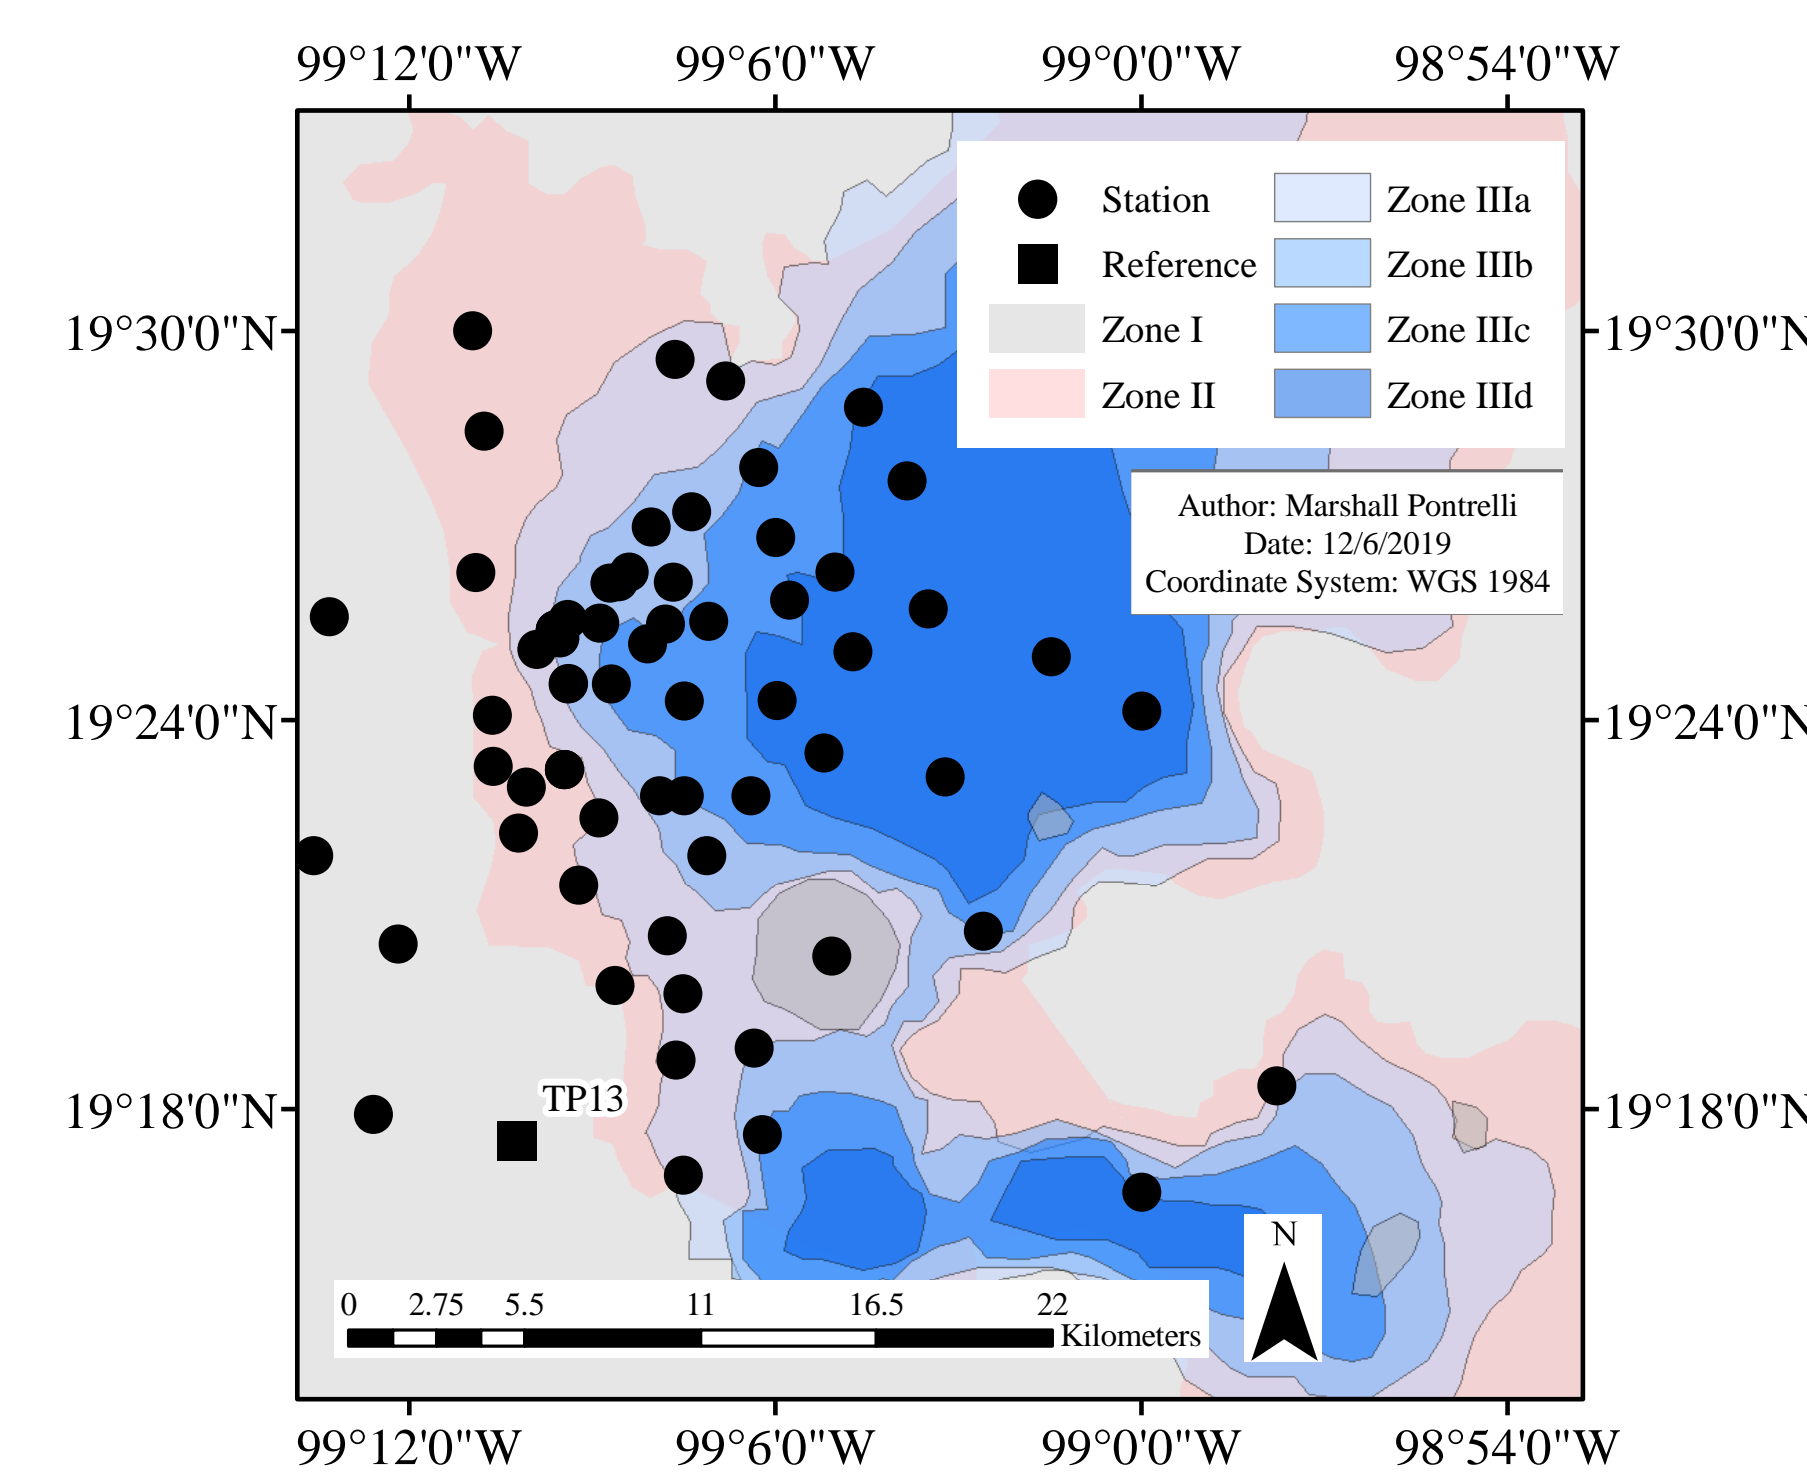 99°12'0"W 99°6'0"W 99°0'0"W 98°54'0"W
Station
Reference
Zone I
Zone II
Zone IIIa
Zone IIIb
Zone IIIc
Zone IIId
19°30'0"N 19°30'0"N
Author: Marshall Pontrelli
Date: 12/6/2019
Coordinate System: WGS 1984
19°24'0"N 19°24'0"N
TP13
19°18'0"N 19°18'0"N
N
0 2.75 5.5 11 16.5 22
Kilometers
99°12'0"W 99°6'0"W 99°0'0"W 98°54'0"W